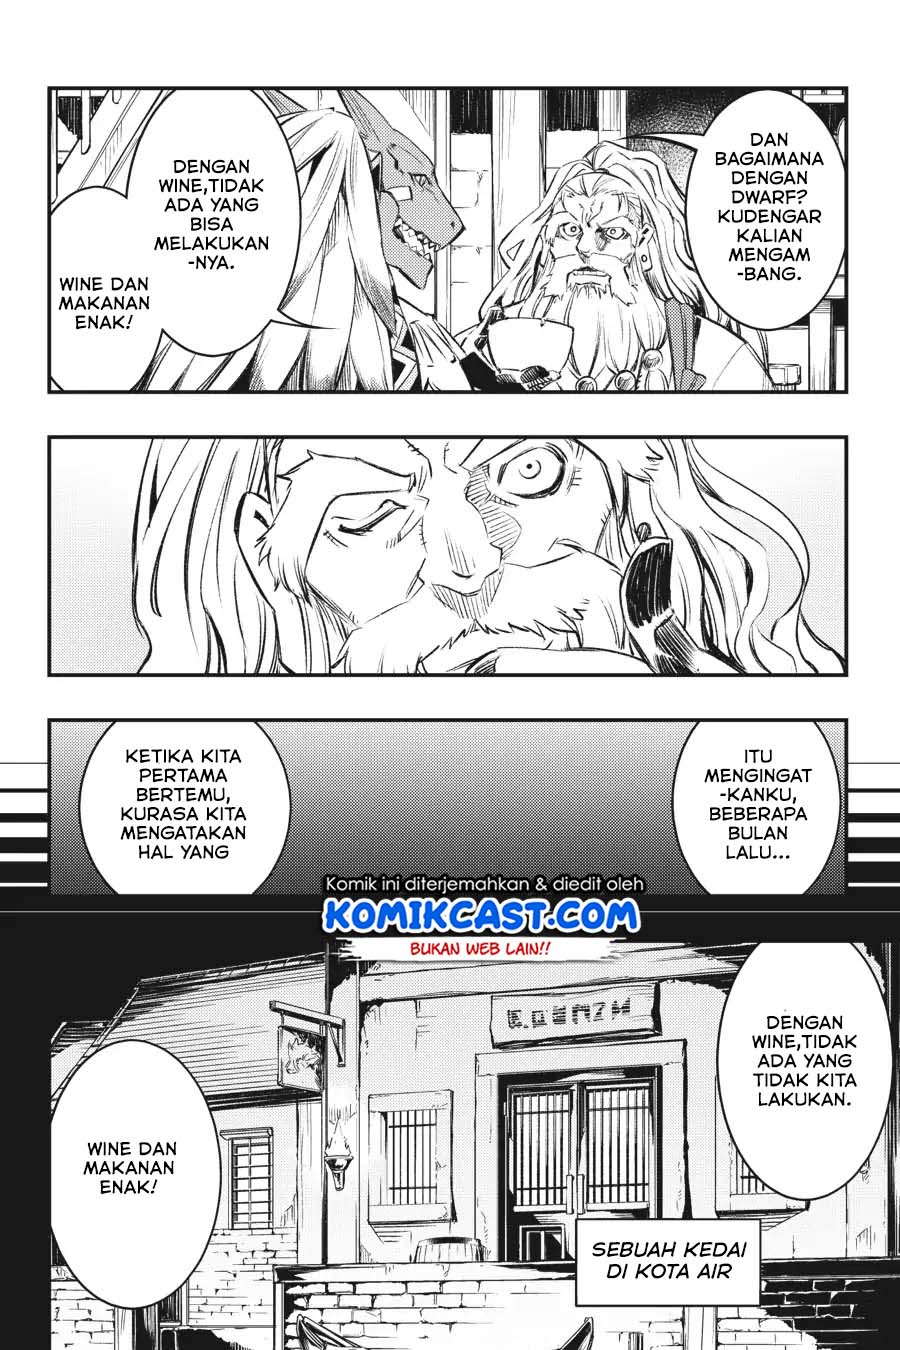 DAN
BAGAIMANA
DENGAN
DWARF?
KUDENGAR
KALIAN
MENGAM
-BANG.
DENGAN
WINE,TIDAK
ADA YANG
BISA
MELAKUKAN
-NYA.
WINE DAN
MAKANAN
ENAK!
ITU
MENGINGAT
-KANKU,
BEBERAPA
BULAN
LALU...
KETIKA KITA
PERTAMA
BERTEMU,
KURASA KITA
MENGATAKAN
HAL YANG
Komik ini diterjemahkan & diedit oleh
KOMIKCAST.COM
BUKAN WEB LAIN!!
DENGAN
WINE,TIDAK
ADA YANG
TIDAK KITA
LAKUKAN.
WINE DAN
MAKANAN
ENAK!
SEBUAH KEDAI
DI KOTA AIR